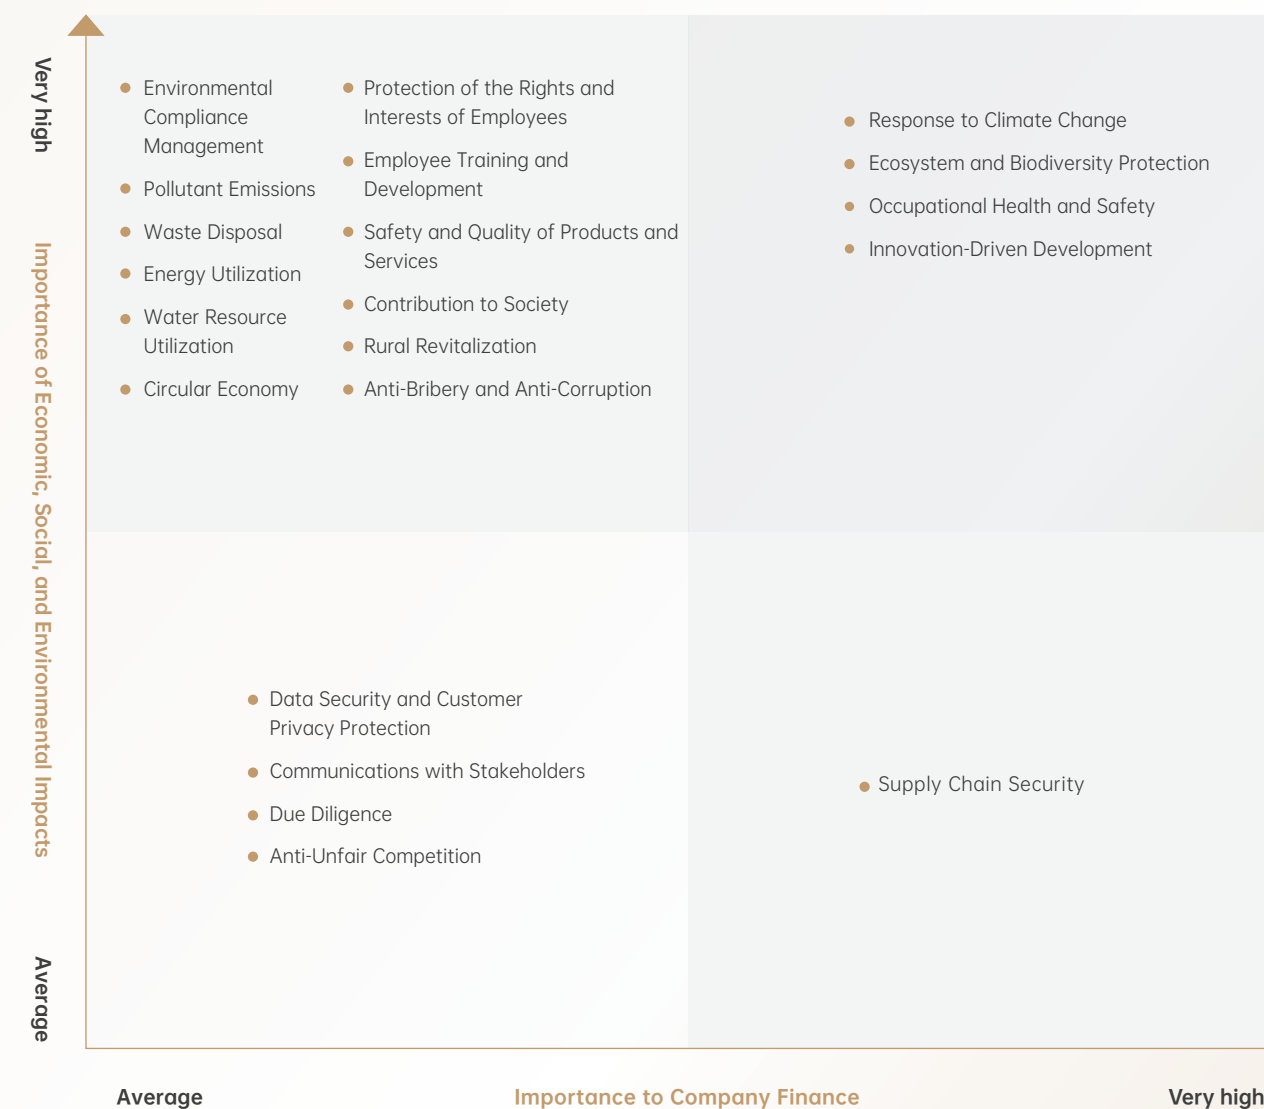 Very high
Importance of Economic, Social, and Environmental Impacts
Average
Environmental
Compliance
Management
Pollutant Emissions
Waste Disposal
Energy Utilization
Water Resource
Utilization
Circular Economy
Protection of the Rights and
Interests of Employees
Employee Training and
Development
Safety and Quality of Products and
Services
Contribution to Society
Rural Revitalization
Anti-Bribery and Anti-Corruption
Response to Climate Change
Ecosystem and Biodiversity Protection
Occupational Health and Safety
Innovation-Driven Development
Data Security and Customer
Privacy Protection
Communications with Stakeholders
Due Diligence
Anti-Unfair Competition
Supply Chain Security
Average
Importance to Company Finance
Very high